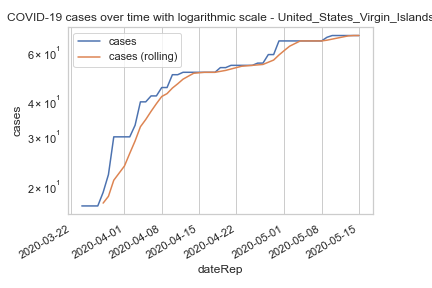 COVID-19 cases over time with logarithmic scale - United_States_Virgin_Islands
cases
cases (rolling)
6 × 10¹
4 × 10¹
3 × 10¹
2 × 10¹
cases
2020-03-22
2020-04-01
2020-04-08
2020-04-15
2020-04-22
2020-05-01
2020-05-08
2020-05-15
dateRep